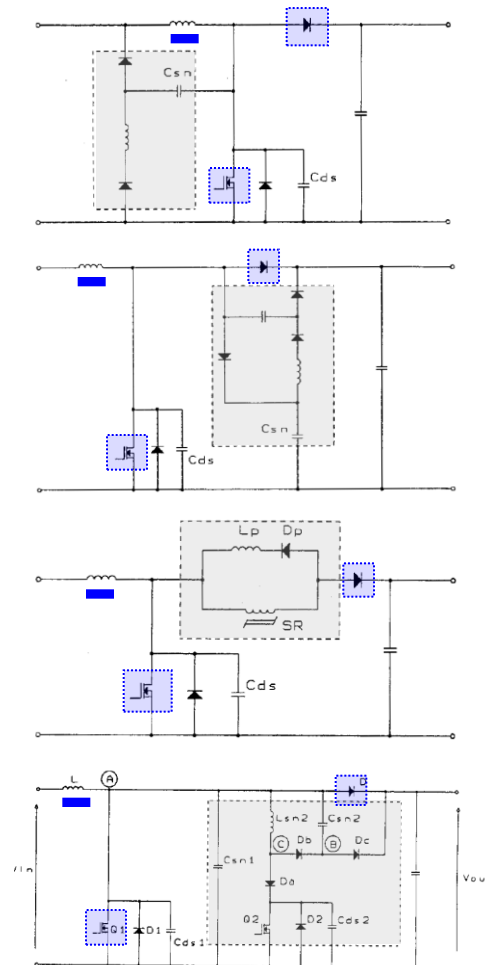 Csn
Cds
Csn
Cds
Lp Dp
SR
Cds
L A D
Lsn2 Csn2
C Db B Dc
Csn1
Da
Q1 D1 Cds1
Q2 D2 Cds2